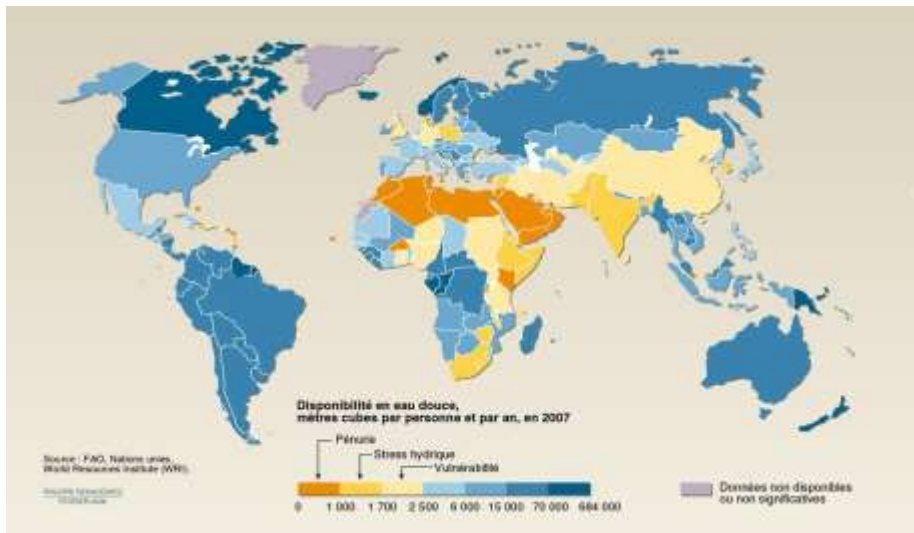 Disponibilité en eau douce,
mètres cubes par personne et par an, en 2007
Pénurie
Stress hydrique
Vulnérabilité
0 1 000 1 700 2 500 6 000 15 000 70 000 684 000
Source : FAO, Nations unies,
World Resources Institute (WRI).
Données non disponibles
ou non significatives